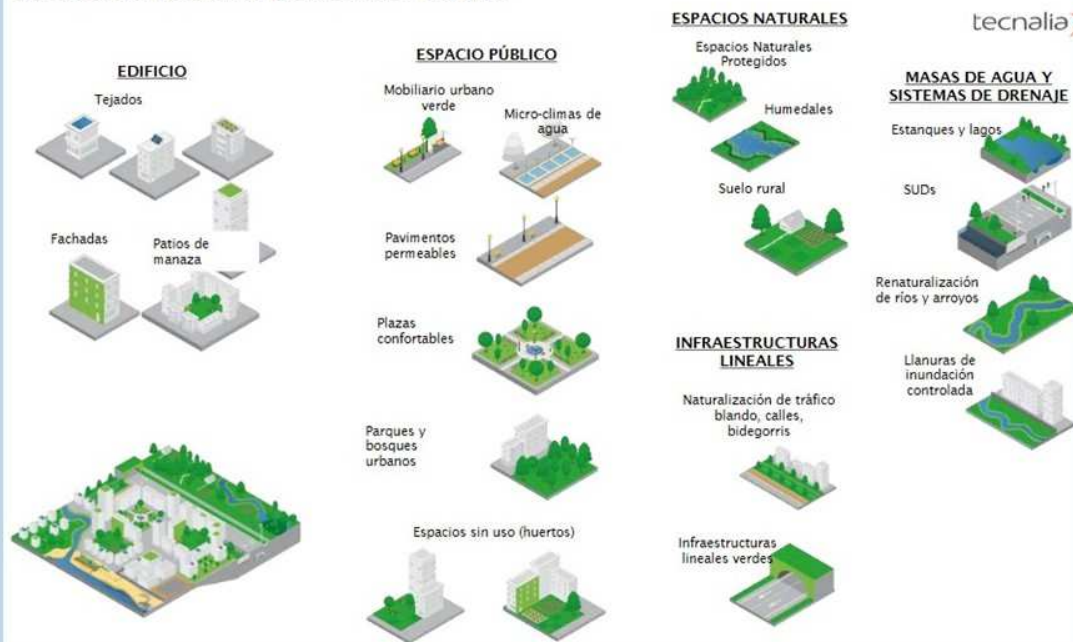 tecnalia
EDIFICIO
Tejados
Fachadas
Patios de
manaza
ESPACIO PÚBLICO
Mobiliario urbano
verde
Micro-climas de
agua
Pavimentos
permeables
Plazas
confortables
Parques y
bosques
urbanos
Espacios sin uso (huertos)
ESPACIOS NATURALES
Espacios Naturales
Protegidos
Humedales
Suelo rural
INFRAESTRUCTURAS
LINEALES
Naturalización de tráfico
blando, calles,
bidegorris
Infraestructuras
lineales verdes
MASAS DE AGUA Y
SISTEMAS DE DRENAJE
Estanques y lagos
SUDs
Renaturalización
de ríos y arroyos
Llanuras de
inundación
controlada